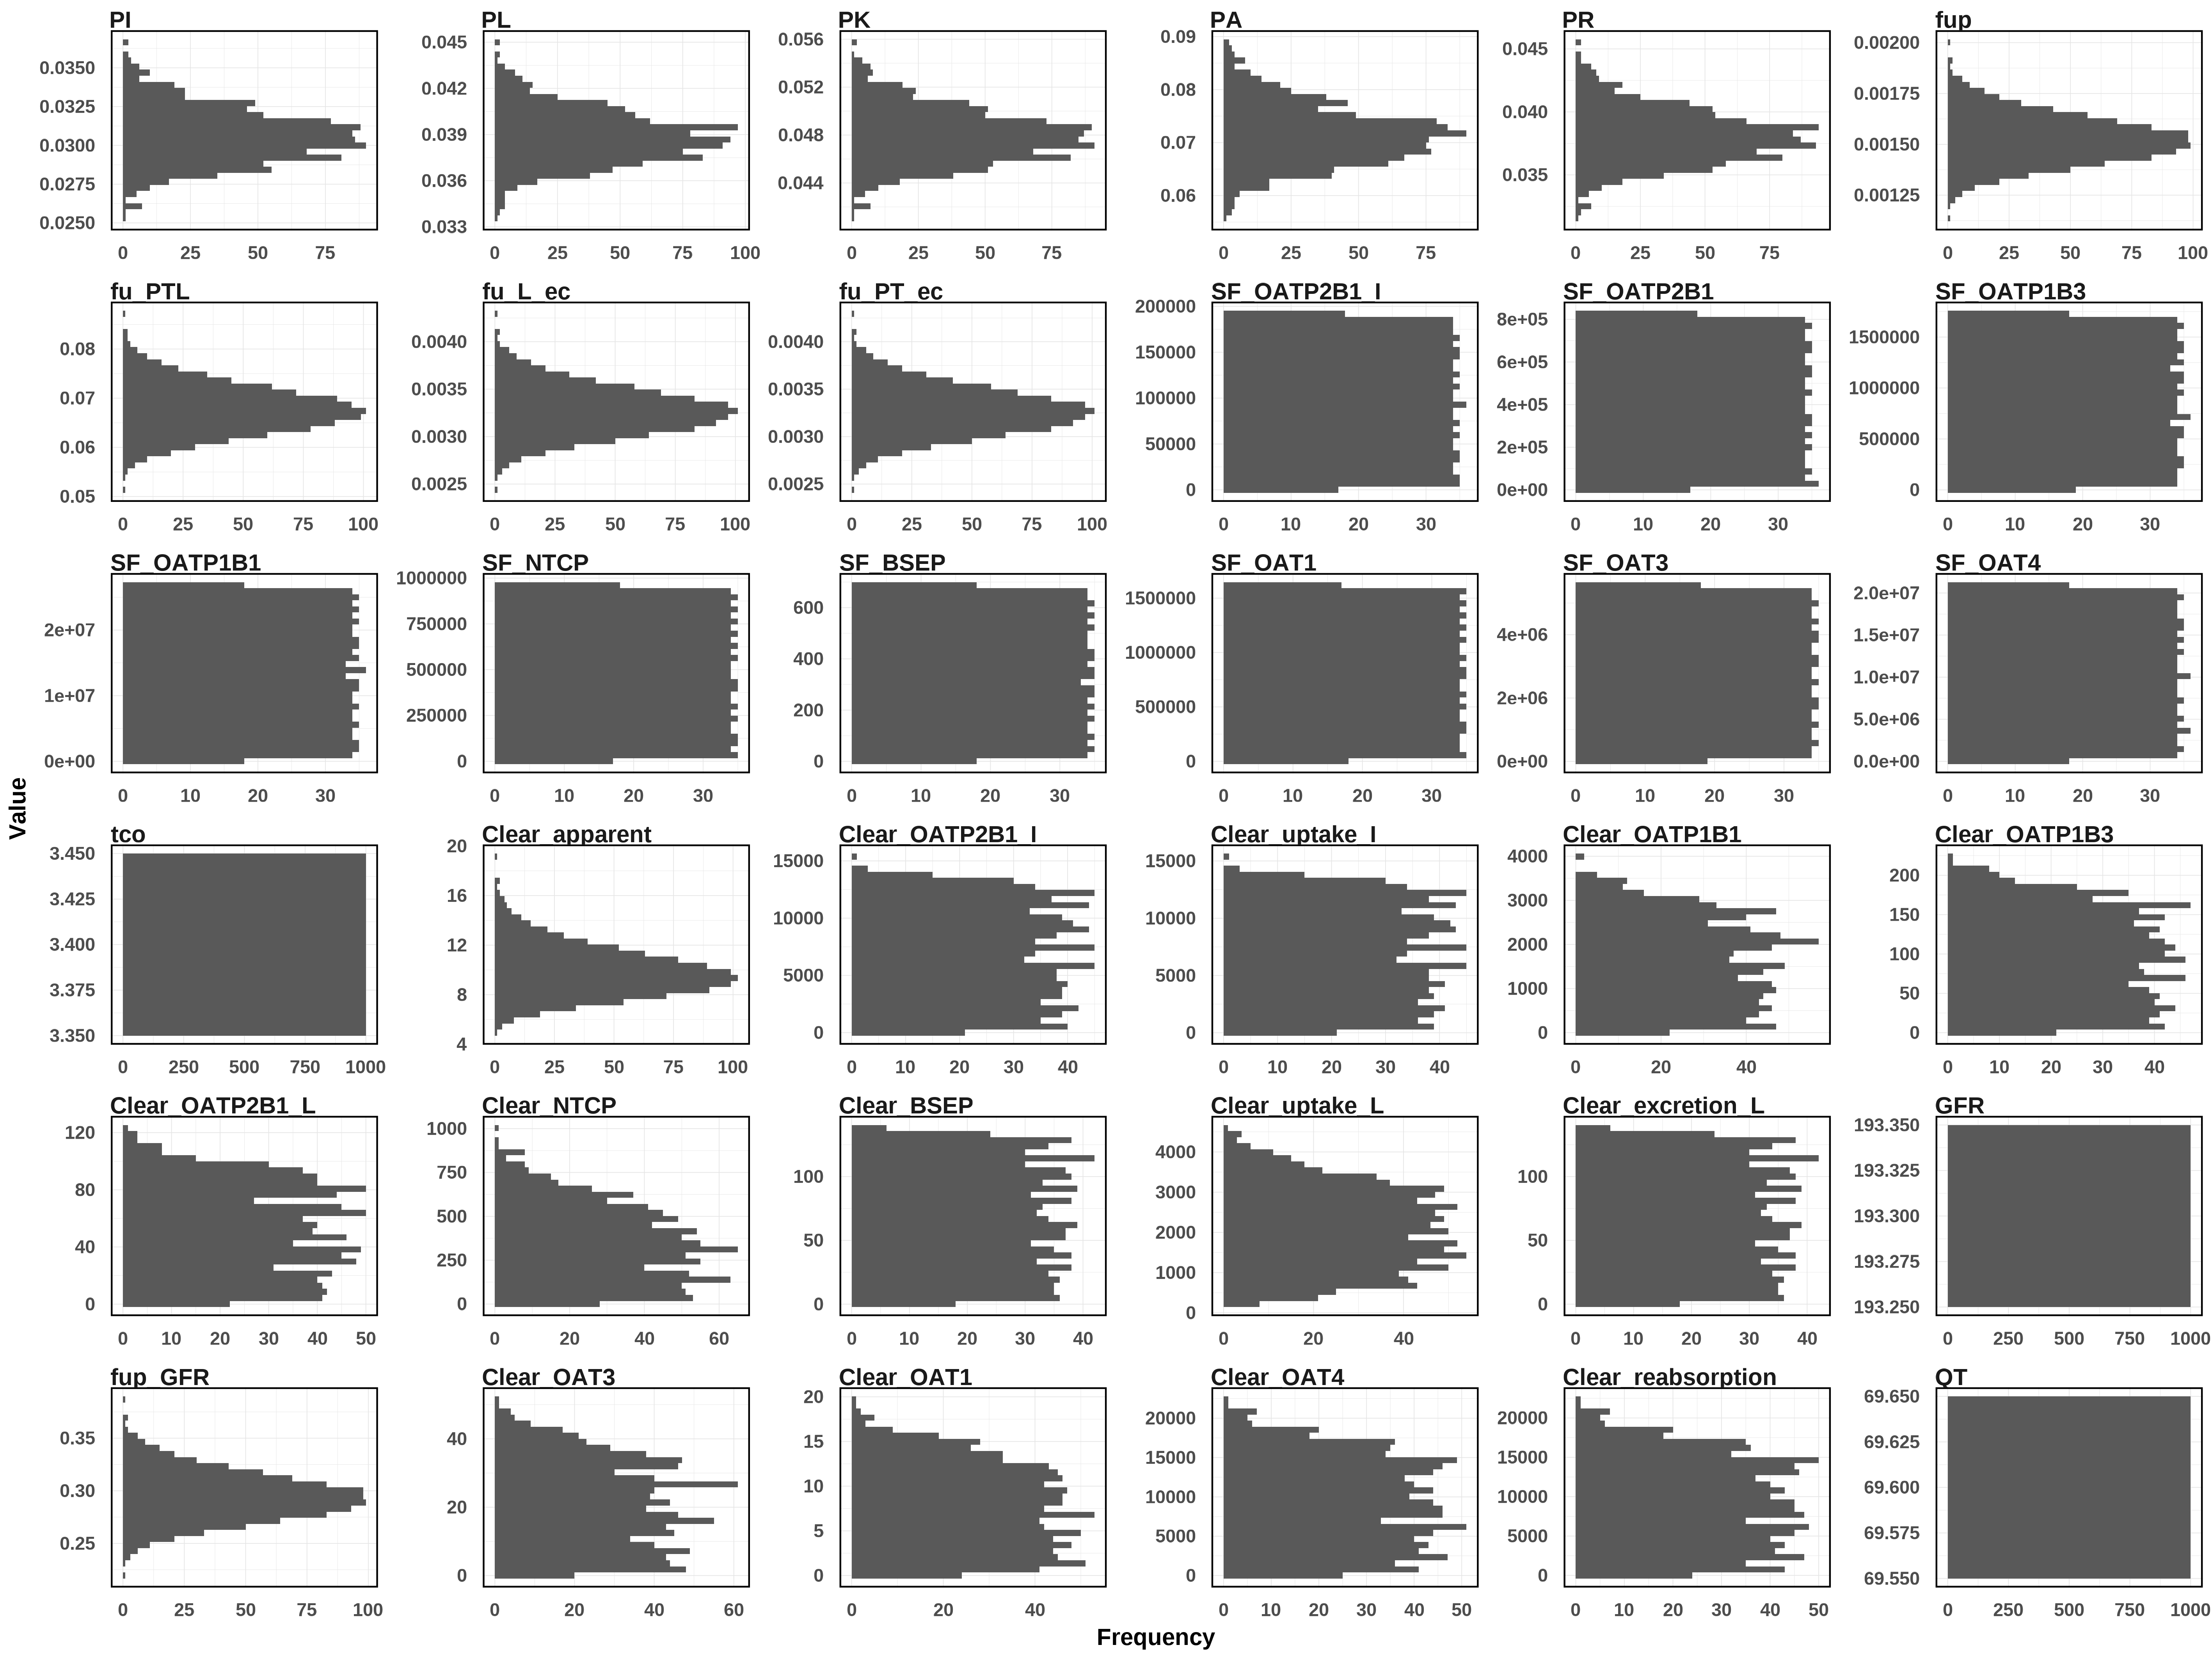 PI PL PK PA PR fup
0.0350 0.0325 0.0300 0.0275 0.0250
0.045 0.042 0.039 0.036 0.033
0.056 0.052 0.048 0.044
0.09 0.08 0.07 0.06
0.045 0.040 0.035
0.00200 0.00175 0.00150 0.00125
0 25 50 75
0 25 50 75 100
0 25 50 75
0 25 50 75
0 25 50 75
0 25 50 75 100
fu_PTL fu_L_ec fu_PT_ec SF_OATP2B1_I SF_OATP2B1 SF_OATP1B3
0.08 0.07 0.06 0.05
0.0040 0.0035 0.0030 0.0025
0.0040 0.0035 0.0030 0.0025
200000 150000 100000 50000 0
8e+05 6e+05 4e+05 2e+05 0e+00
1500000 1000000 500000 0
0 25 50 75 100
0 25 50 75 100
0 25 50 75 100
0 10 20 30
0 10 20 30
0 10 20 30
SF_OATP1B1 SF_NTCP SF_BSEP SF_OAT1 SF_OAT3 SF_OAT4
2e+07 1e+07 0e+00
1000000 750000 500000 250000 0
600 400 200 0
1500000 1000000 500000 0
4e+06 2e+06 0e+00
2.0e+07 1.5e+07 1.0e+07 5.0e+06 0.0e+00
0 10 20 30
0 10 20 30
0 10 20 30
0 10 20 30
0 10 20 30
0 10 20 30
Value
tco Clear_apparent Clear_OATP2B1_I Clear_uptake_I Clear_OATP1B1 Clear_OATP1B3
3.450 3.425 3.400 3.375 3.350
20 16 12 8 4
15000 10000 5000 0
15000 10000 5000 0
4000 3000 2000 1000 0
200 150 100 50 0
0 250 500 750 1000
0 25 50 75 100
0 10 20 30 40
0 10 20 30 40
0 20 40
0 10 20 30 40
Clear_OATP2B1_L Clear_NTCP Clear_BSEP Clear_uptake_L Clear_excretion_L GFR
120 80 40 0
1000 750 500 250 0
100 50 0
4000 3000 2000 1000 0
100 50 0
193.350 193.325 193.300 193.275 193.250
0 10 20 30 40 50
0 20 40 60
0 10 20 30 40
0 20 40
0 10 20 30 40
0 250 500 750 1000
fup_GFR Clear_OAT3 Clear_OAT1 Clear_OAT4 Clear_reabsorption QT
0.35 0.30 0.25
40 20 0
20 15 10 5 0
20000 15000 10000 5000 0
20000 15000 10000 5000 0
69.650 69.625 69.600 69.575 69.550
0 25 50 75 100
0 20 40 60
0 20 40
0 10 20 30 40 50
0 10 20 30 40 50
0 250 500 750 1000
Frequency